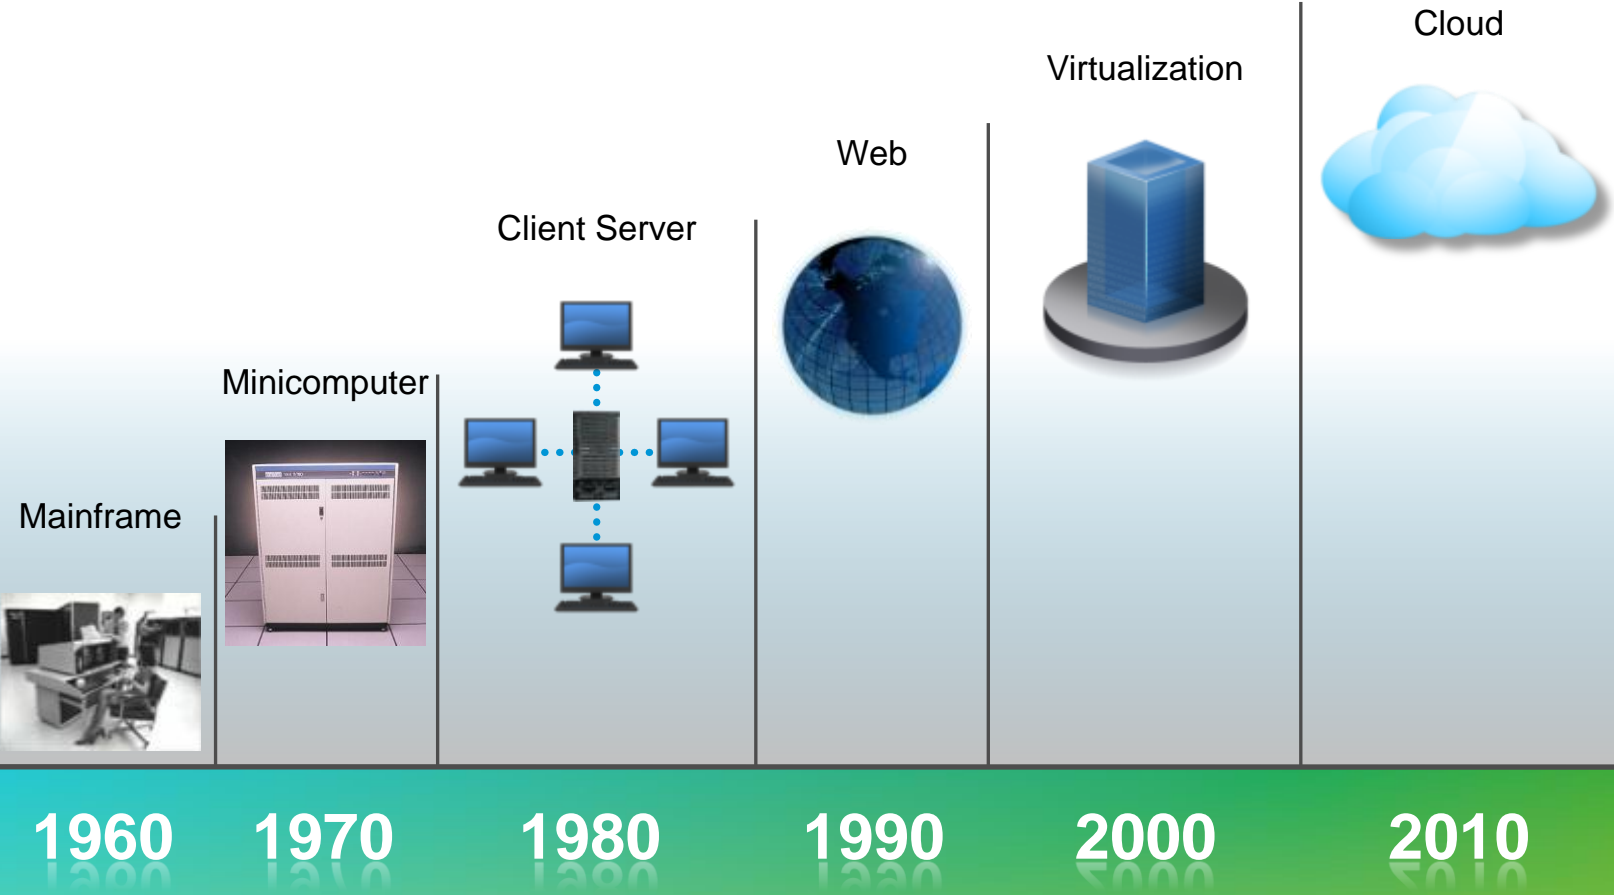 Cloud
Virtualization
Web
Client Server
Minicomputer
Mainframe
1960 1970 1980 1990 2000 2010